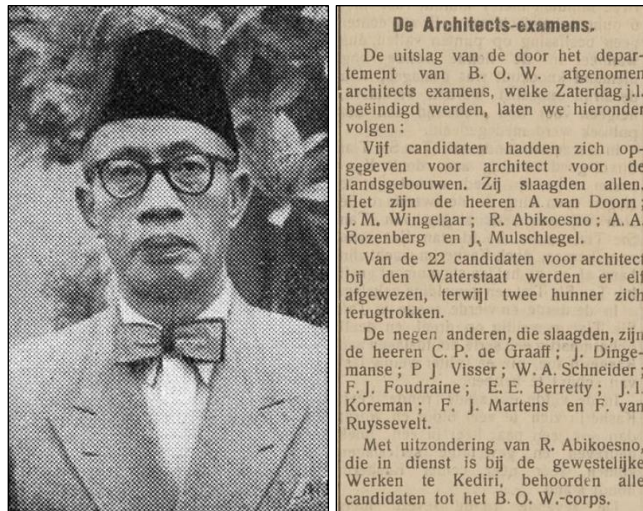 De Architects-examens.
De uitslag van de door het depar-
tement van B. O. W. afgenomen
architects examens, welke Zaterdag j.l.
beëindigd werden, laten we hieronder
volgen :
Vijf candidaten hadden zich op-
gegeven voor architect voor de
landsgebouwen. Zij slaagden allen.
Het zijn de heeren A van Doorn ;
J. M. Wingelaar ; R. Abikoesno ; A. A.
Rozenberg en J. Mulschlegel.
Van de 22 candidaten voor architect
bij den Waterstaat werden er elf
afgewezen, terwijl twee hunner zich
terugtrokken.
De negen anderen, die slaagden, zijn
de heeren C. P. de Graaff ; J. Dinge-
manse ; P J Visser ; W. A. Schneider ;
F. J. Foudraine ; E. E. Berretty ; J. I.
Koreman ; F. J. Martens en F. van
Ruyssevelt.
Met uitzondering van R. Abikoesno,
die in dienst is bij de gewestelijke
Werken te Kediri, behoorden alle
candidaten tot het B. O. W.-corps.